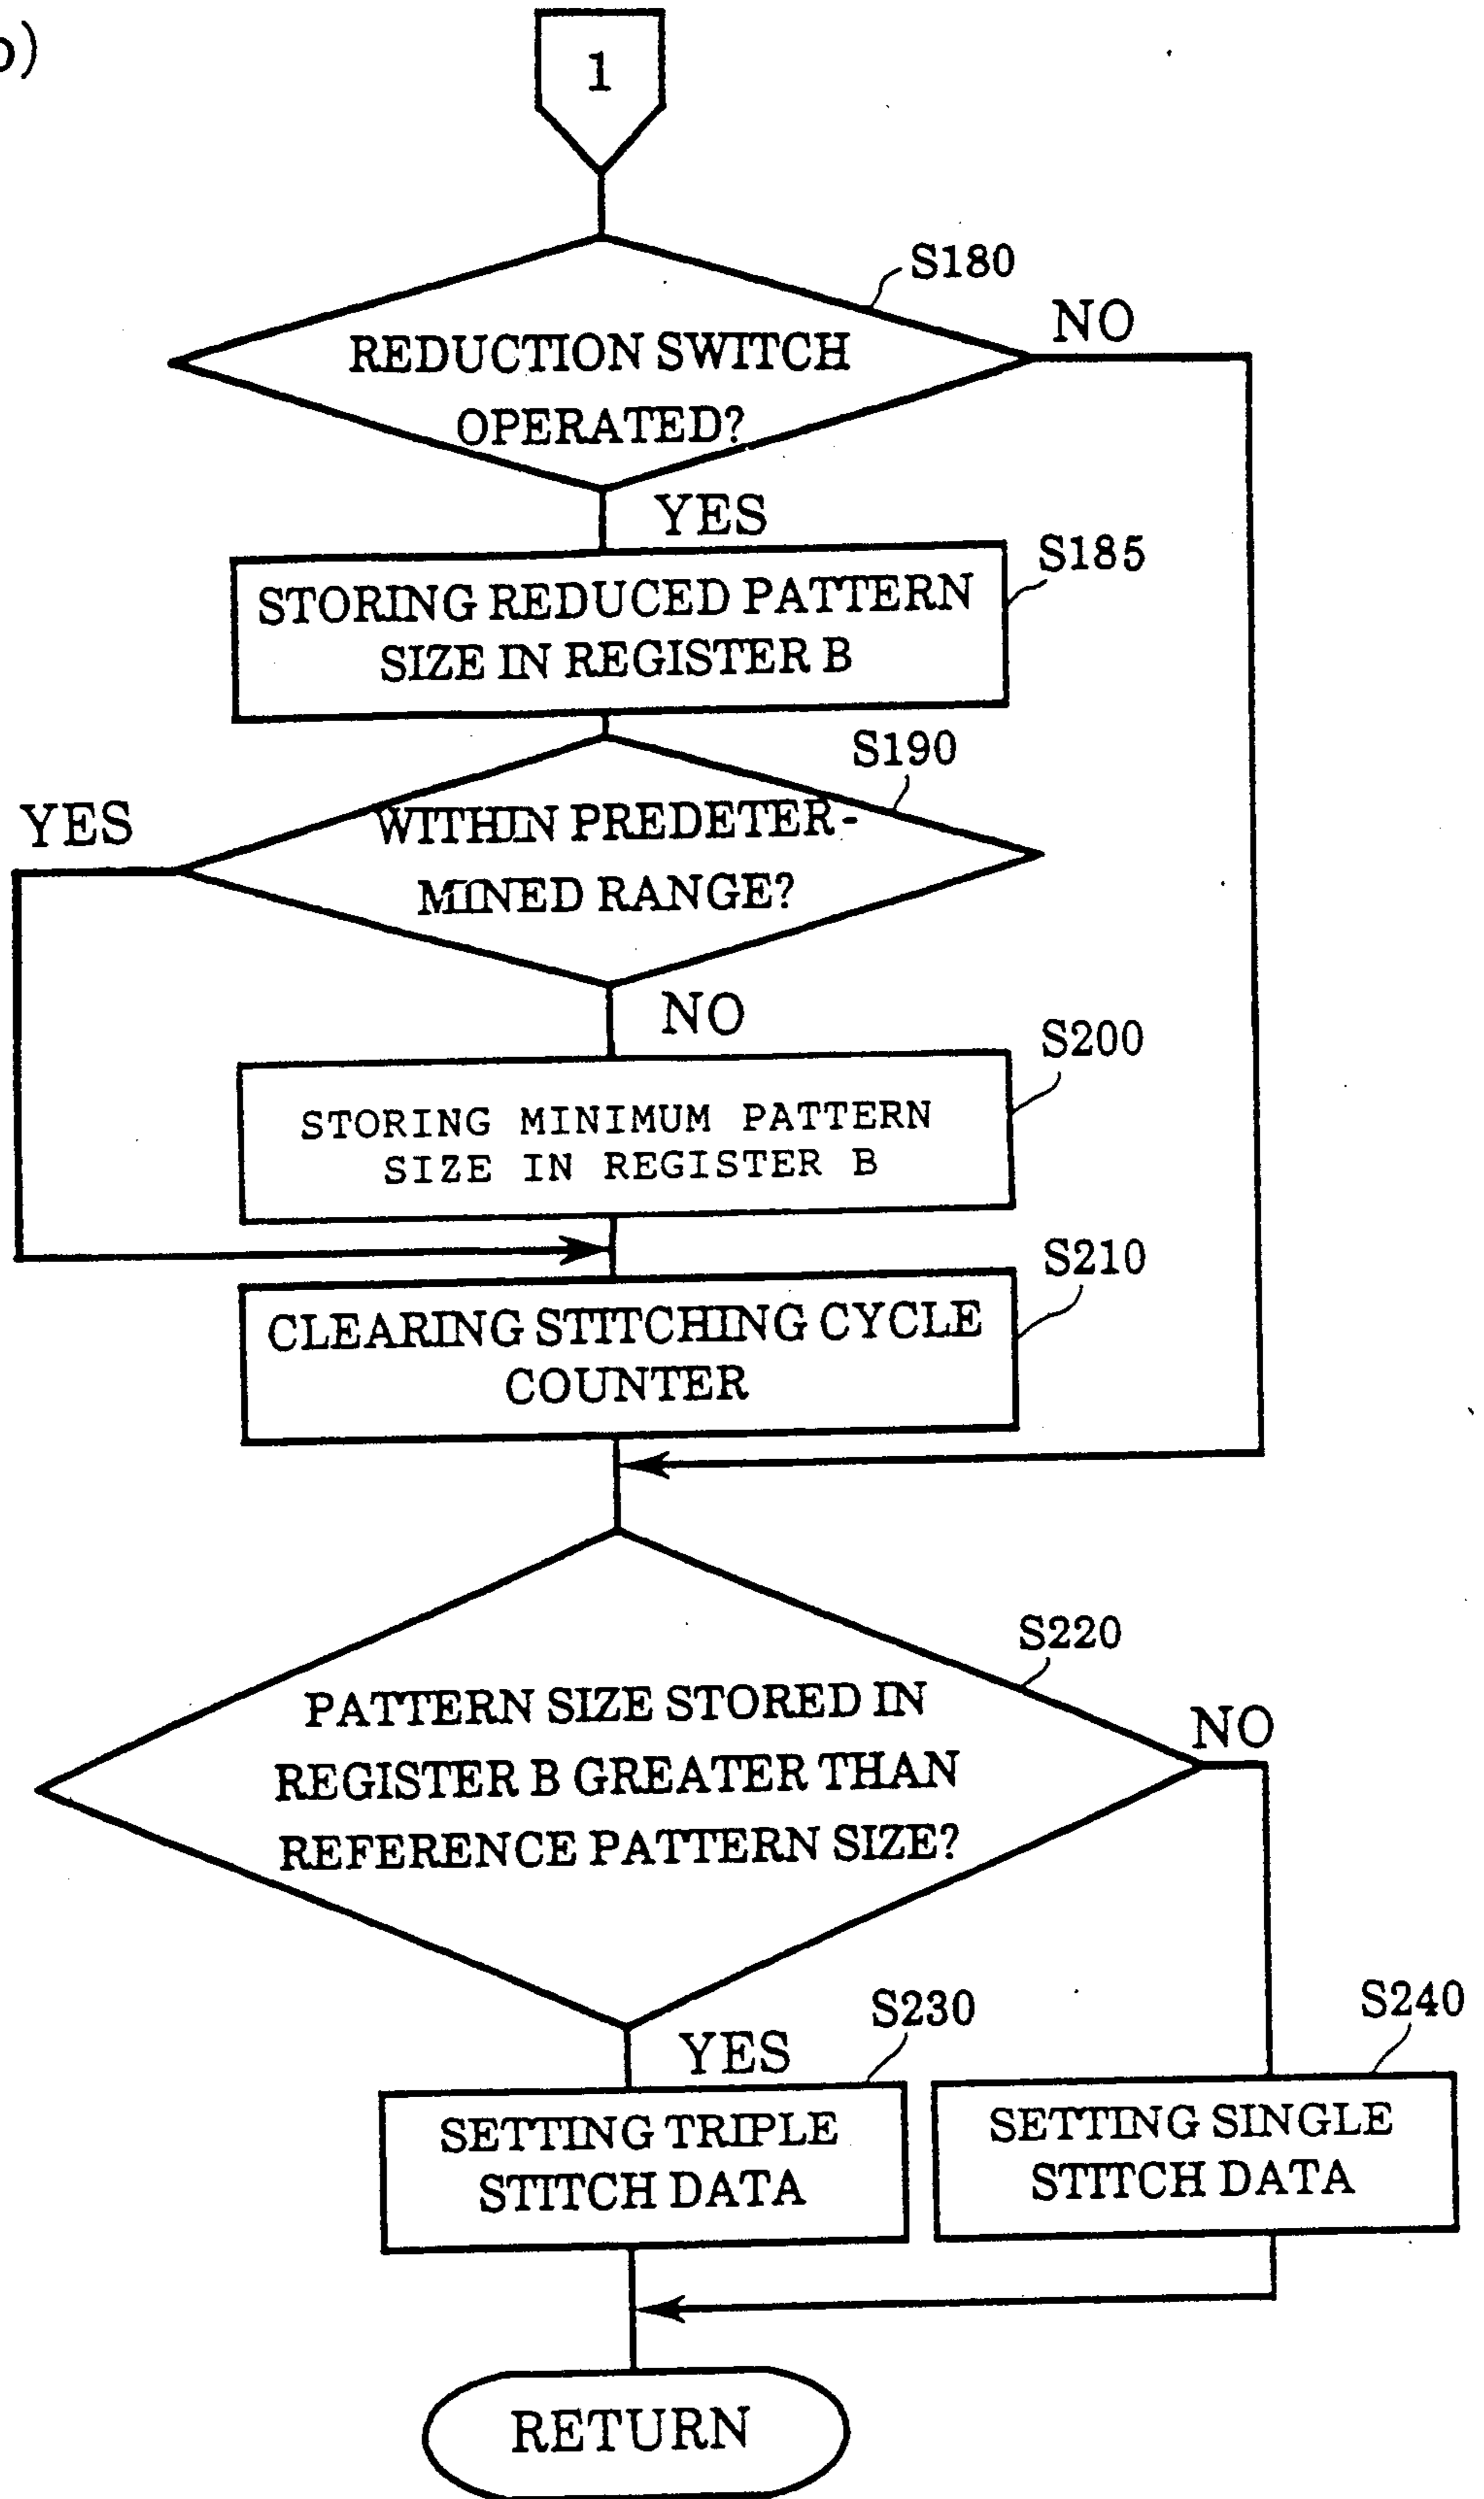 1
S180
NO
REDUCTION SWITCH
OPERATED?
YES
S185
STORING REDUCED PATTERN
SIZE IN REGISTER B
S190
YES
WITHIN PREDETER-
MINED RANGE?
NO
S200
STORING MINIMUM PATTERN
SIZE IN REGISTER B
S210
CLEARING STITCHING CYCLE
COUNTER
S220
PATTERN SIZE STORED IN
NO
REGISTER B GREATER THAN
REFERENCE PATTERN SIZE?
S230
S240
YES
SETTING TRIPLE
STITCH DATA
SETTING SINGLE
STITCH DATA
RETURN